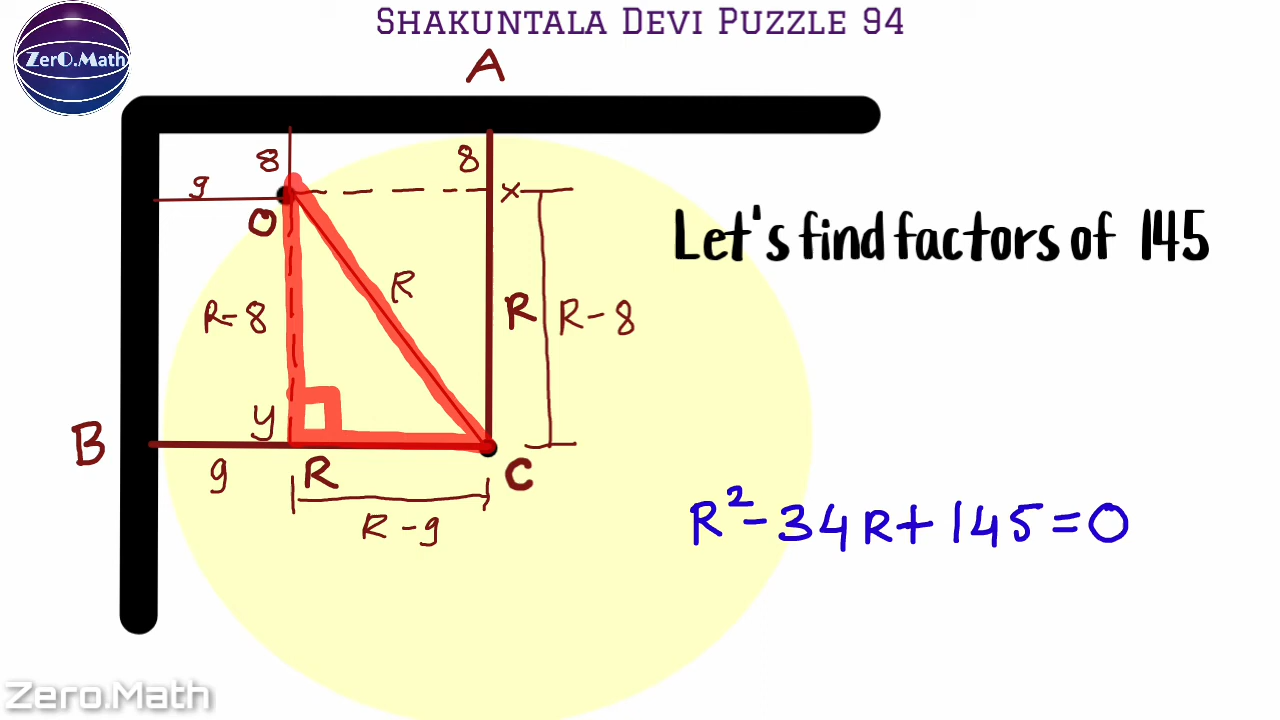 SHAKUNTALA DEVI PUZZLE 94
ZerO.Math
A
8
8
9
O
x
R
R
R-8
R-8
Let's find factors of 145
y
B
9
R
C
R-9
R²-34R+145=0
Zero.Math